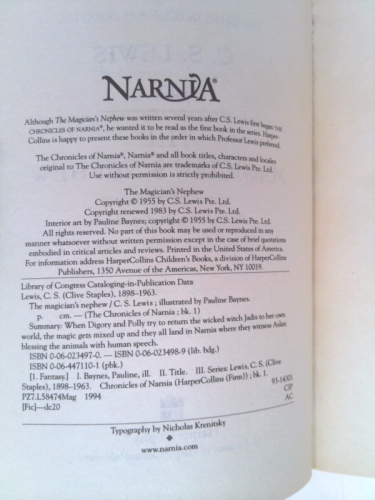 NARNIA®
Although The Magician's Nephew was written several years after C.S. Lewis first began THE
CHRONICLES OF NARNIA®, he wanted it to be read as the first book in the series. Harper-
Collins is happy to present these books in the order in which Professor Lewis preferred.
The Chronicles of Narnia®, Narnia® and all book titles, characters and locales
original to The Chronicles of Narnia are trademarks of C.S. Lewis Pte. Ltd.
Use without permission is strictly prohibited.
The Magician's Nephew
Copyright © 1955 by C.S. Lewis Pte. Ltd.
Copyright renewed 1983 by C.S. Lewis Pte. Ltd.
Interior art by Pauline Baynes; copyright © 1955 by C.S. Lewis Pte. Ltd.
All rights reserved. No part of this book may be used or reproduced in any
manner whatsoever without written permission except in the case of brief quotations
embodied in critical articles and reviews. Printed in the United States of America.
For information address HarperCollins Children's Books, a division of HarperCollins
Publishers, 1350 Avenue of the Americas, New York, NY 10019.
Library of Congress Cataloging-in-Publication Data
Lewis, C. S. (Clive Staples), 1898–1963.
The magician's nephew / C. S. Lewis ; illustrated by Pauline Baynes.
p. cm. — (The Chronicles of Narnia ; bk. 1)
Summary: When Digory and Polly try to return the wicked witch Jadis to her own
world, the magic gets mixed up and they all land in Narnia where they witness Aslan
blessing the animals with human speech.
ISBN 0-06-023497-0. — ISBN 0-06-023498-9 (lib. bdg.)
ISBN 0-06-447110-1 (pbk.)
[1. Fantasy.] I. Baynes, Pauline, ill. II. Title. III. Series: Lewis, C. S. (Clive
Staples), 1898–1963. Chronicles of Narnia (HarperCollins (Firm)) ; bk. 1.
PZ7.L58474Mag 1994
CIP
[Fic]—dc20
AC
Typography by Nicholas Krenitsky
www.narnia.com